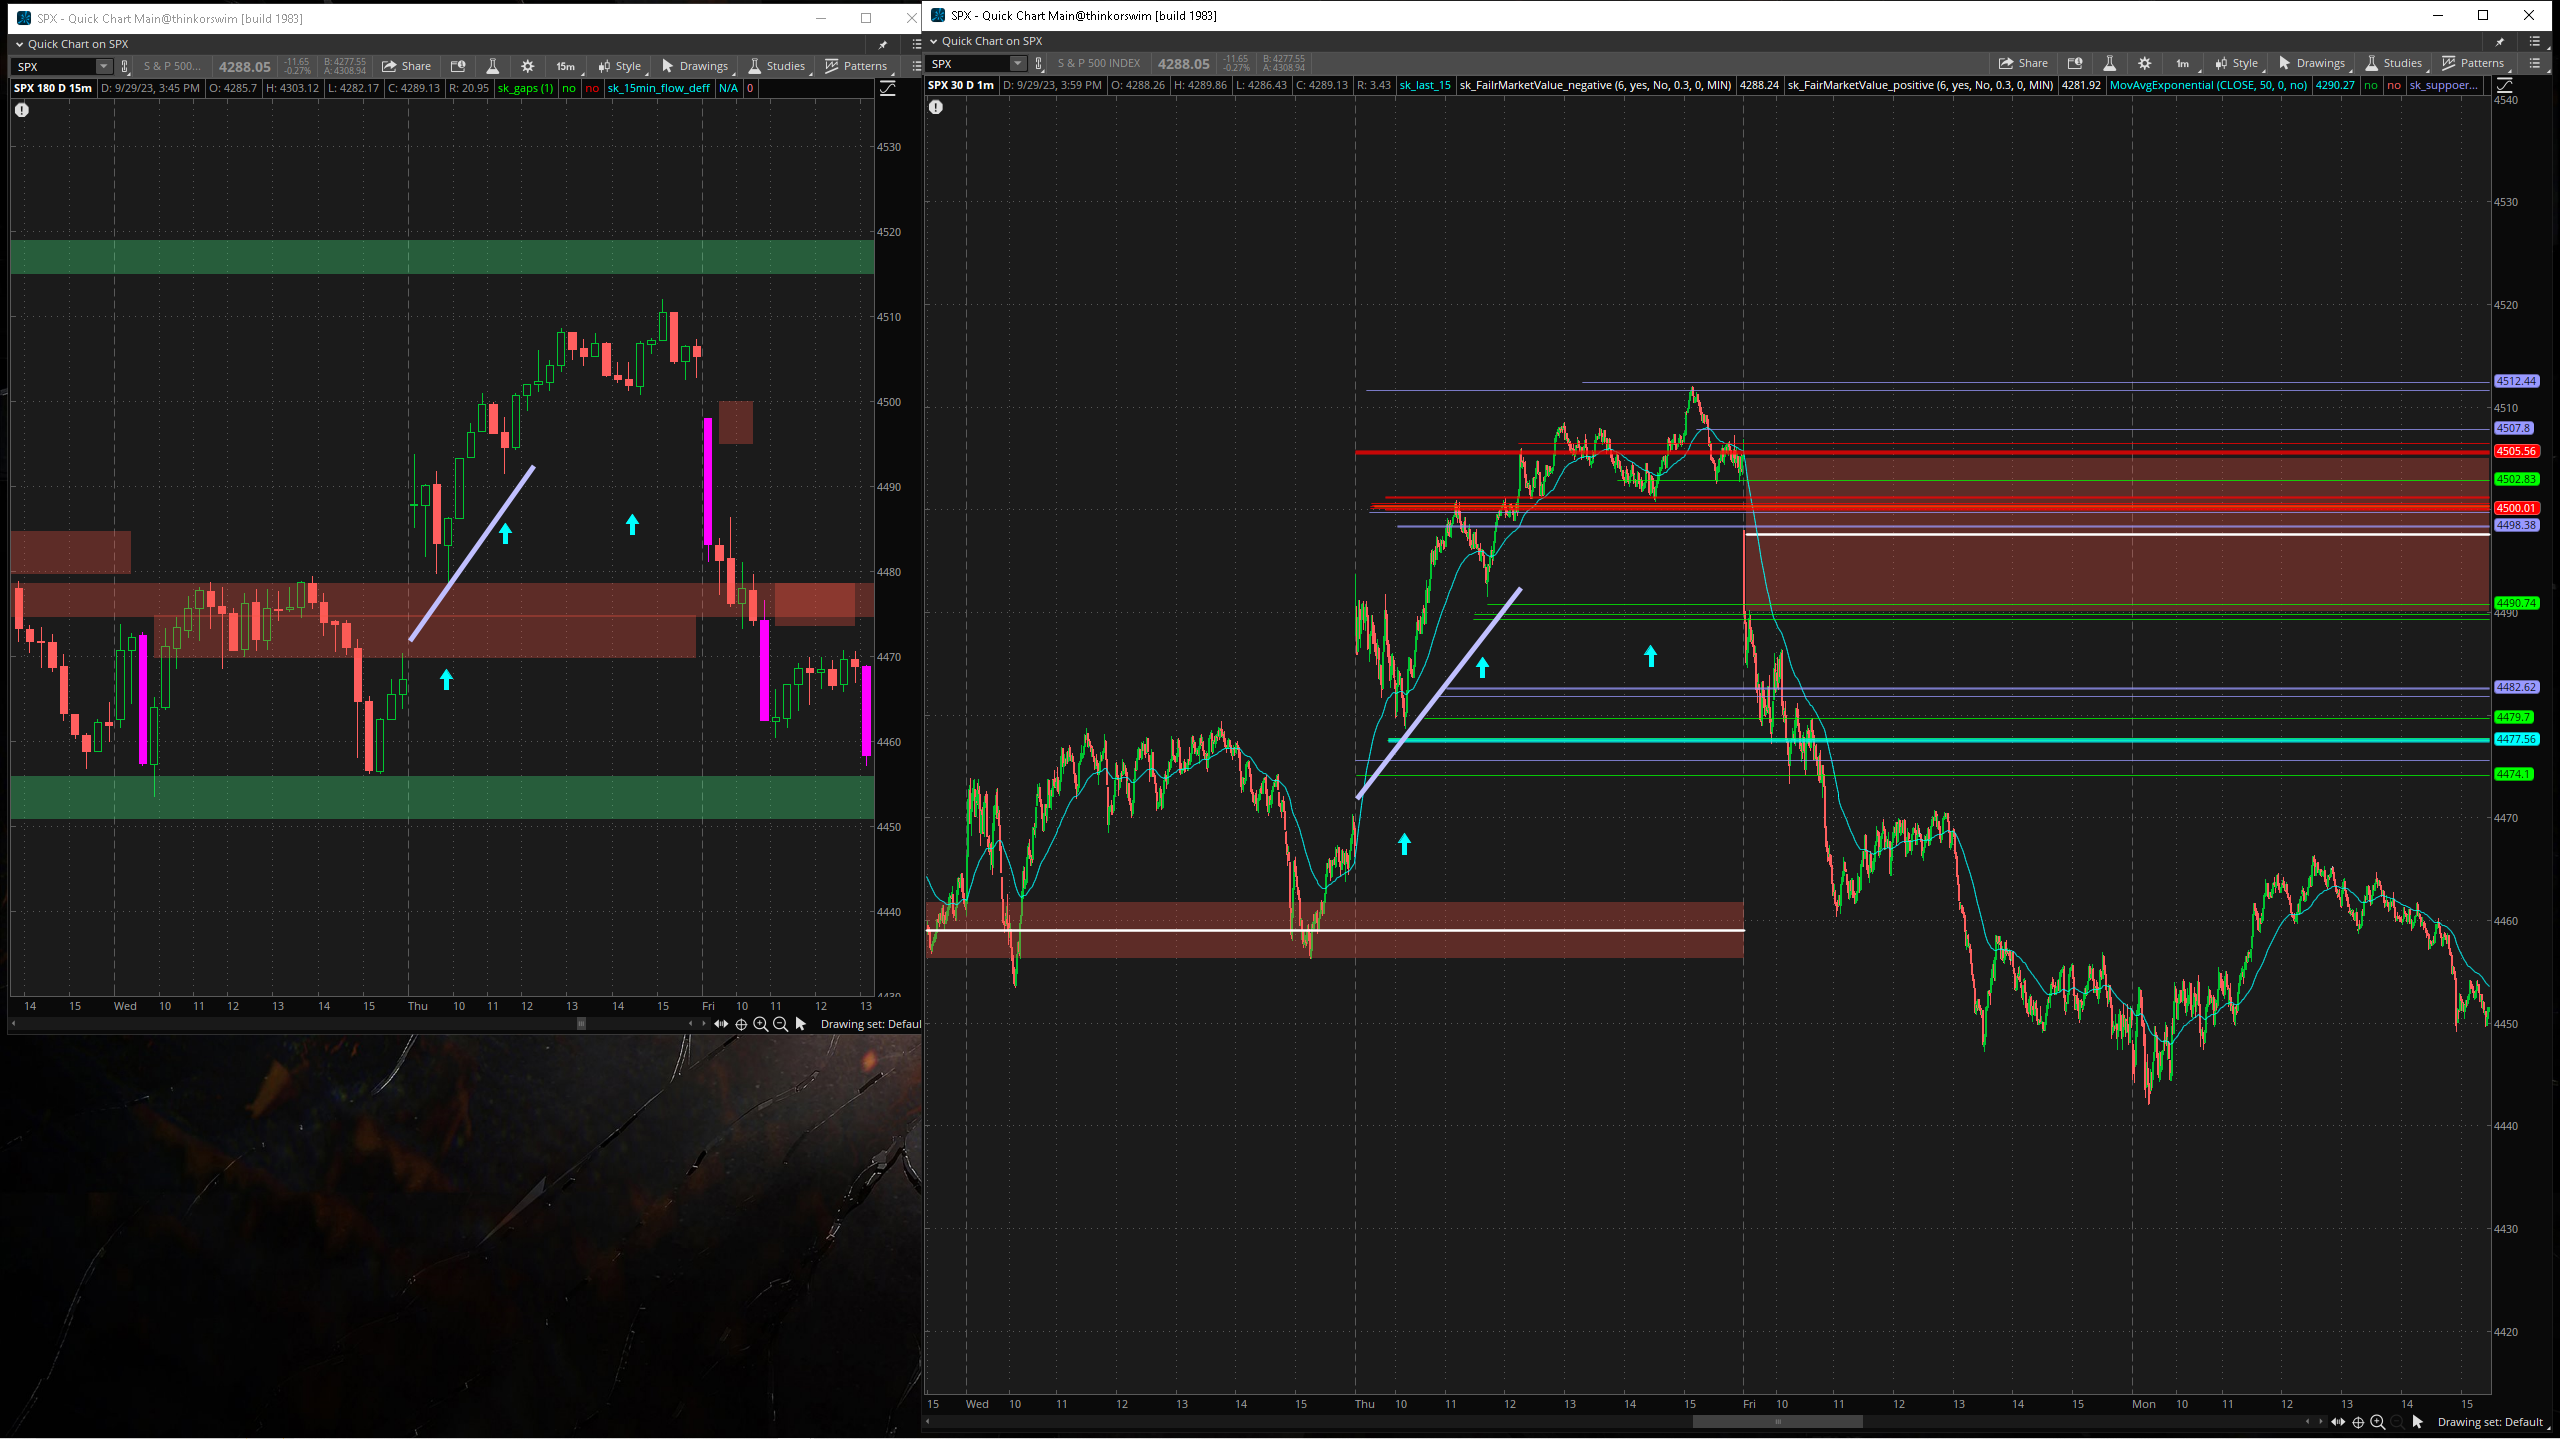 SPX - Quick Chart Main@thinkorswim [build 1983]
Quick Chart on SPX
SPX S & P 500... 4288.05 -11.65 -0.27% B: 4277.55 A: 4308.94 Share 15m Style Drawings Studies Patterns
SPX 180 D 15m D: 9/29/23, 3:45 PM O: 4285.7 H: 4303.12 L: 4282.17 C: 4289.13 R: 20.95 sk_gaps (1) no no sk_15min_flow_deff N/A 0
4530
4520
4510
4500
4490
4480
4470
4460
4450
4440
4430
14 15 Wed 10 11 12 13 14 15 Thu 10 11 12 13 14 15 Fri 10 11 12 13
Drawing set: Defaul
SPX - Quick Chart Main@thinkorswim [build 1983]
Quick Chart on SPX
SPX S & P 500 INDEX 4288.05 -11.65 -0.27% B: 4277.55 A: 4308.94 Share 1m Style Drawings Studies Patterns
SPX 30 D 1m D: 9/29/23, 3:59 PM O: 4288.26 H: 4289.86 L: 4286.43 C: 4289.13 R: 3.43 sk_last_15 sk_FailrMarketValue_negative (6, yes, No, 0.3, 0, MIN) 4288.24 sk_FairMarketValue_positive (6, yes, No, 0.3, 0, MIN) 4281.92 MovAvgExponential (CLOSE, 50, 0, no) 4290.27 no no sk_suppoer...
4540
4530
4520
4512.44
4510
4507.8
4505.56
4502.83
4500.01
4498.38
4490.74
4490
4482.62
4479.7
4477.56
4474.1
4470
4460
4450
4440
4430
4420
15 Wed 10 11 12 13 14 15 Thu 10 11 12 13 14 15 Fri 10 11 12 13 14 15 Mon 10 11 12 13 14 15
Drawing set: Default